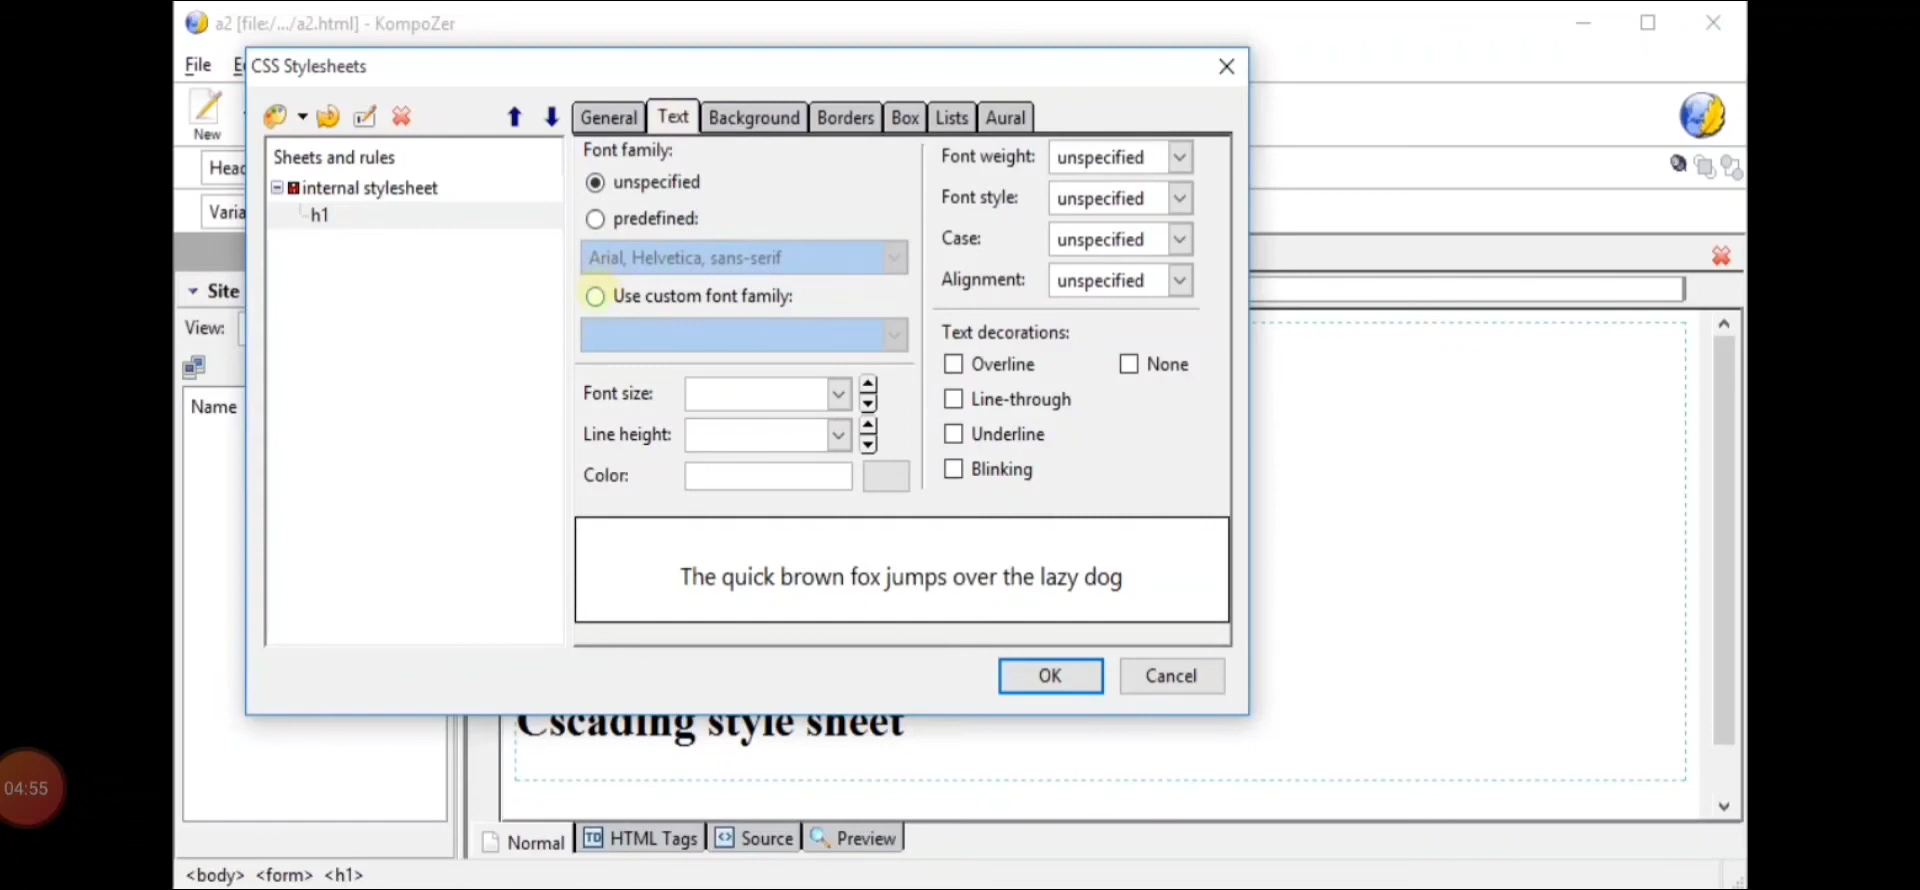 a2 [file:/.../a2.html] - KompoZer
File
CSS Stylesheets
New
General Text Background Borders Box Lists Aural
Sheets and rules
internal stylesheet
h1
Font family:
unspecified
predefined:
Arial, Helvetica, sans-serif
Use custom font family:
Font size:
Line height:
Color:
Font weight: unspecified
Font style: unspecified
Case: unspecified
Alignment: unspecified
Text decorations:
Overline None
Line-through
Underline
Blinking
The quick brown fox jumps over the lazy dog
OK Cancel
Site
View:
Name
Cscading style sheet
04:55
Normal HTML Tags Source Preview
<body> <form> <h1>